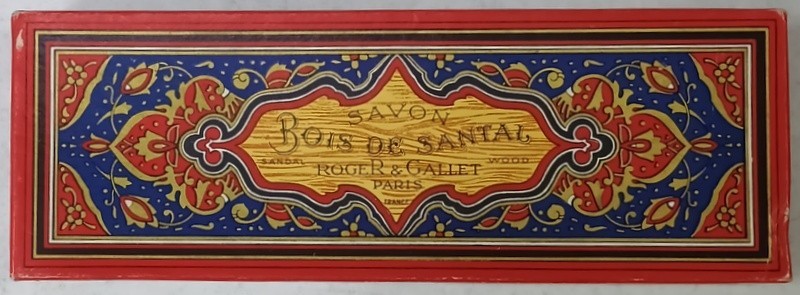 SAVON
BOIS DE SANTAL
SANDAL WOOD
ROGER & GALLET
PARIS
FRANCE